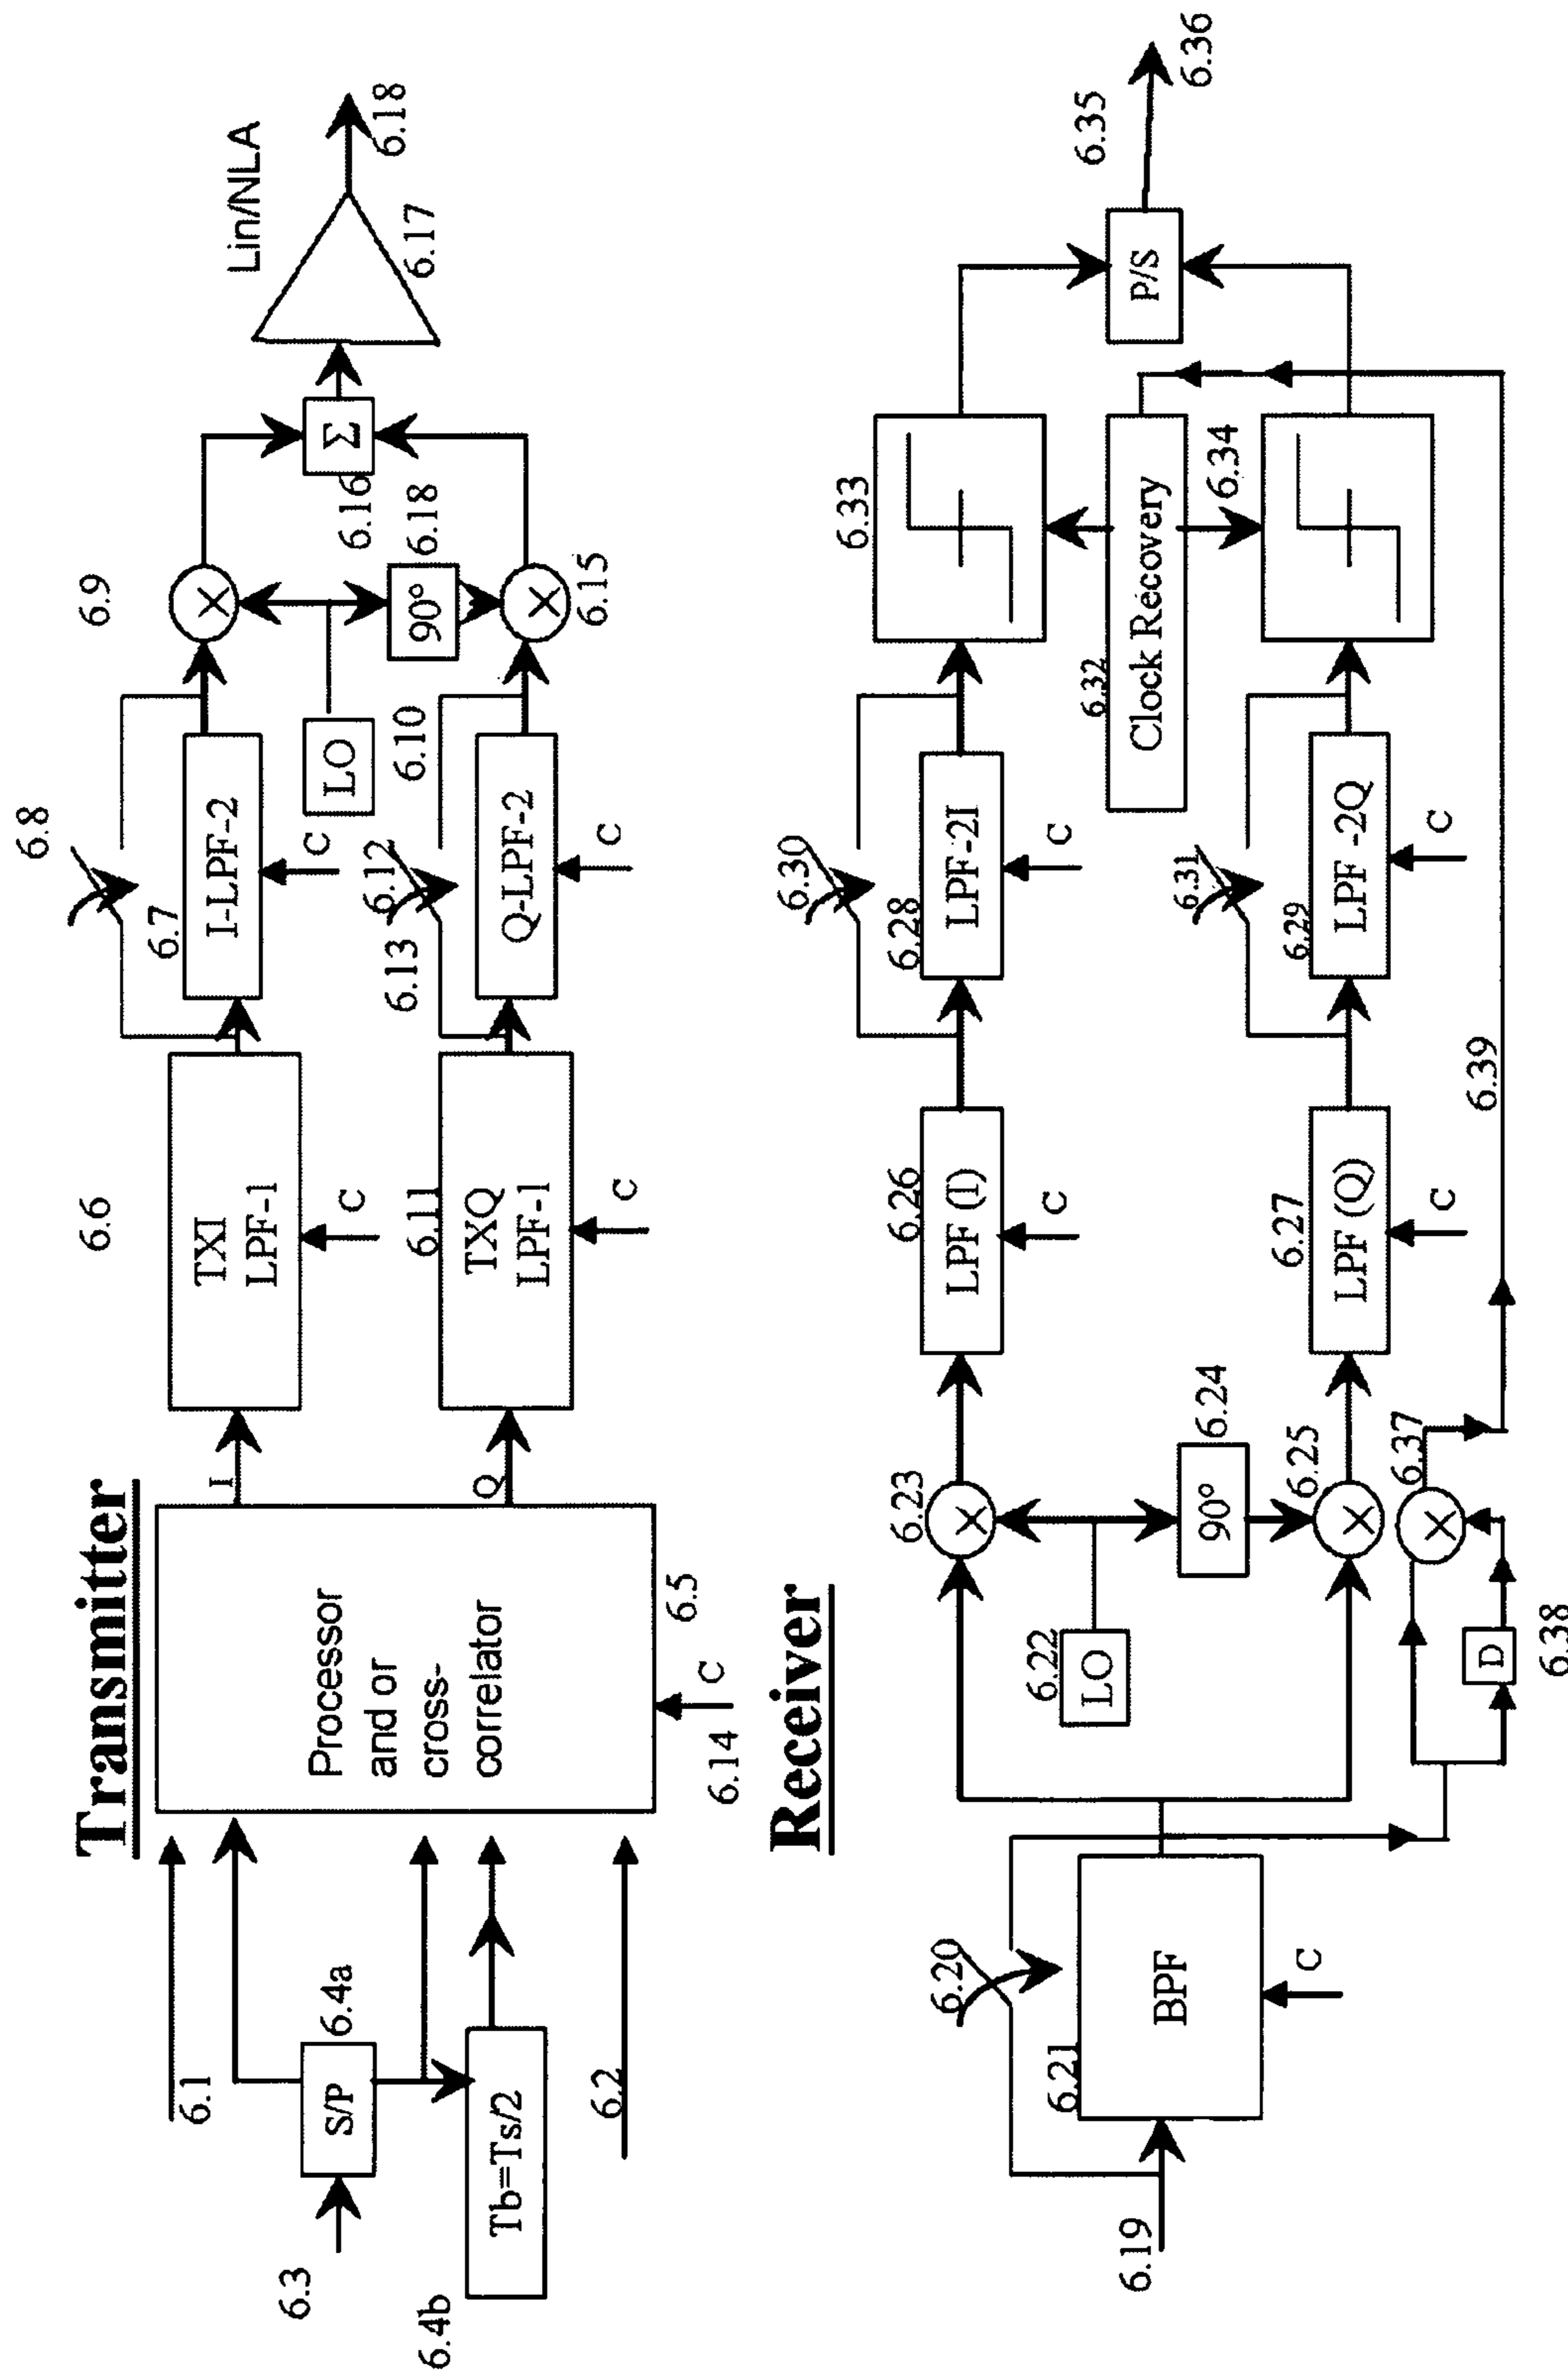 Transmitter
6.1
6.3
S/P
6.4a
6.4b
Tb=Ts/2
6.2
Processor
and or
cross-
correlator
6.5
C
6.14
I
Q
TXI
LPF-1
6.6
C
TXQ
LPF-1
6.11
C
6.8
6.7
I-LPF-2
C
LO
6.10
6.12
6.13
Q-LPF-2
C
6.9
×
90°
6.18
×
6.15
6.16
Σ
Lin/NLA
6.17
6.18
Receiver
6.19
6.20
6.21
BPF
C
6.22
LO
6.23
×
90°
6.24
×
6.25
×
6.37
D
6.38
6.39
6.26
LPF (I)
C
6.27
LPF (Q)
C
6.30
6.28
LPF-2I
C
6.31
6.29
LPF -2Q
C
6.32
Clock Recovery
6.33
6.34
P/S
6.35
6.36